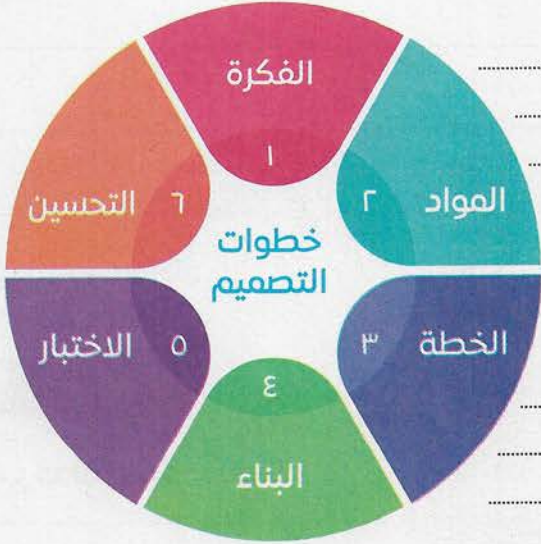 الفكرة
١
المواد
٢
الخطة
٣
البناء
٤
الاختبار
٥
التحسين
٦
خطوات
التصميم